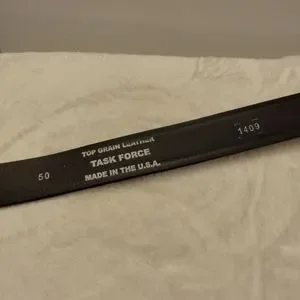 50
TOP GRAIN LEATHER
TASK FORCE
MADE IN THE U.S.A.
1409